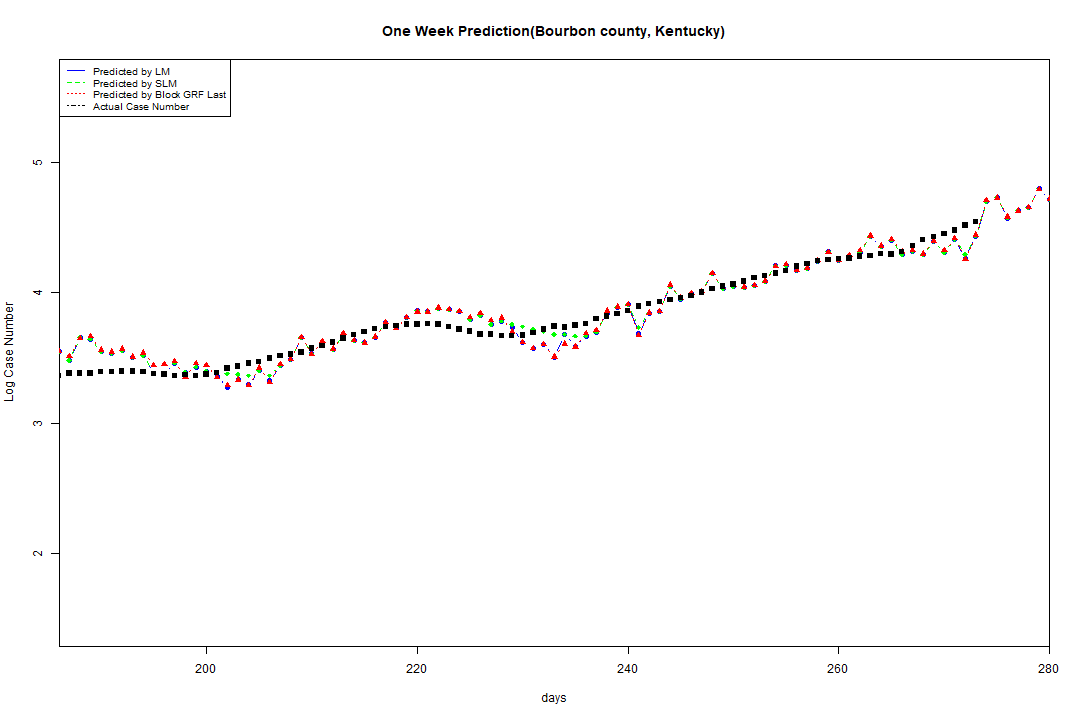 One Week Prediction(Bourbon county, Kentucky)
Predicted by LM
Predicted by SLM
Predicted by Block GRF Last
Actual Case Number
5
4
3
2
Log Case Number
200 220 240 260 280
days